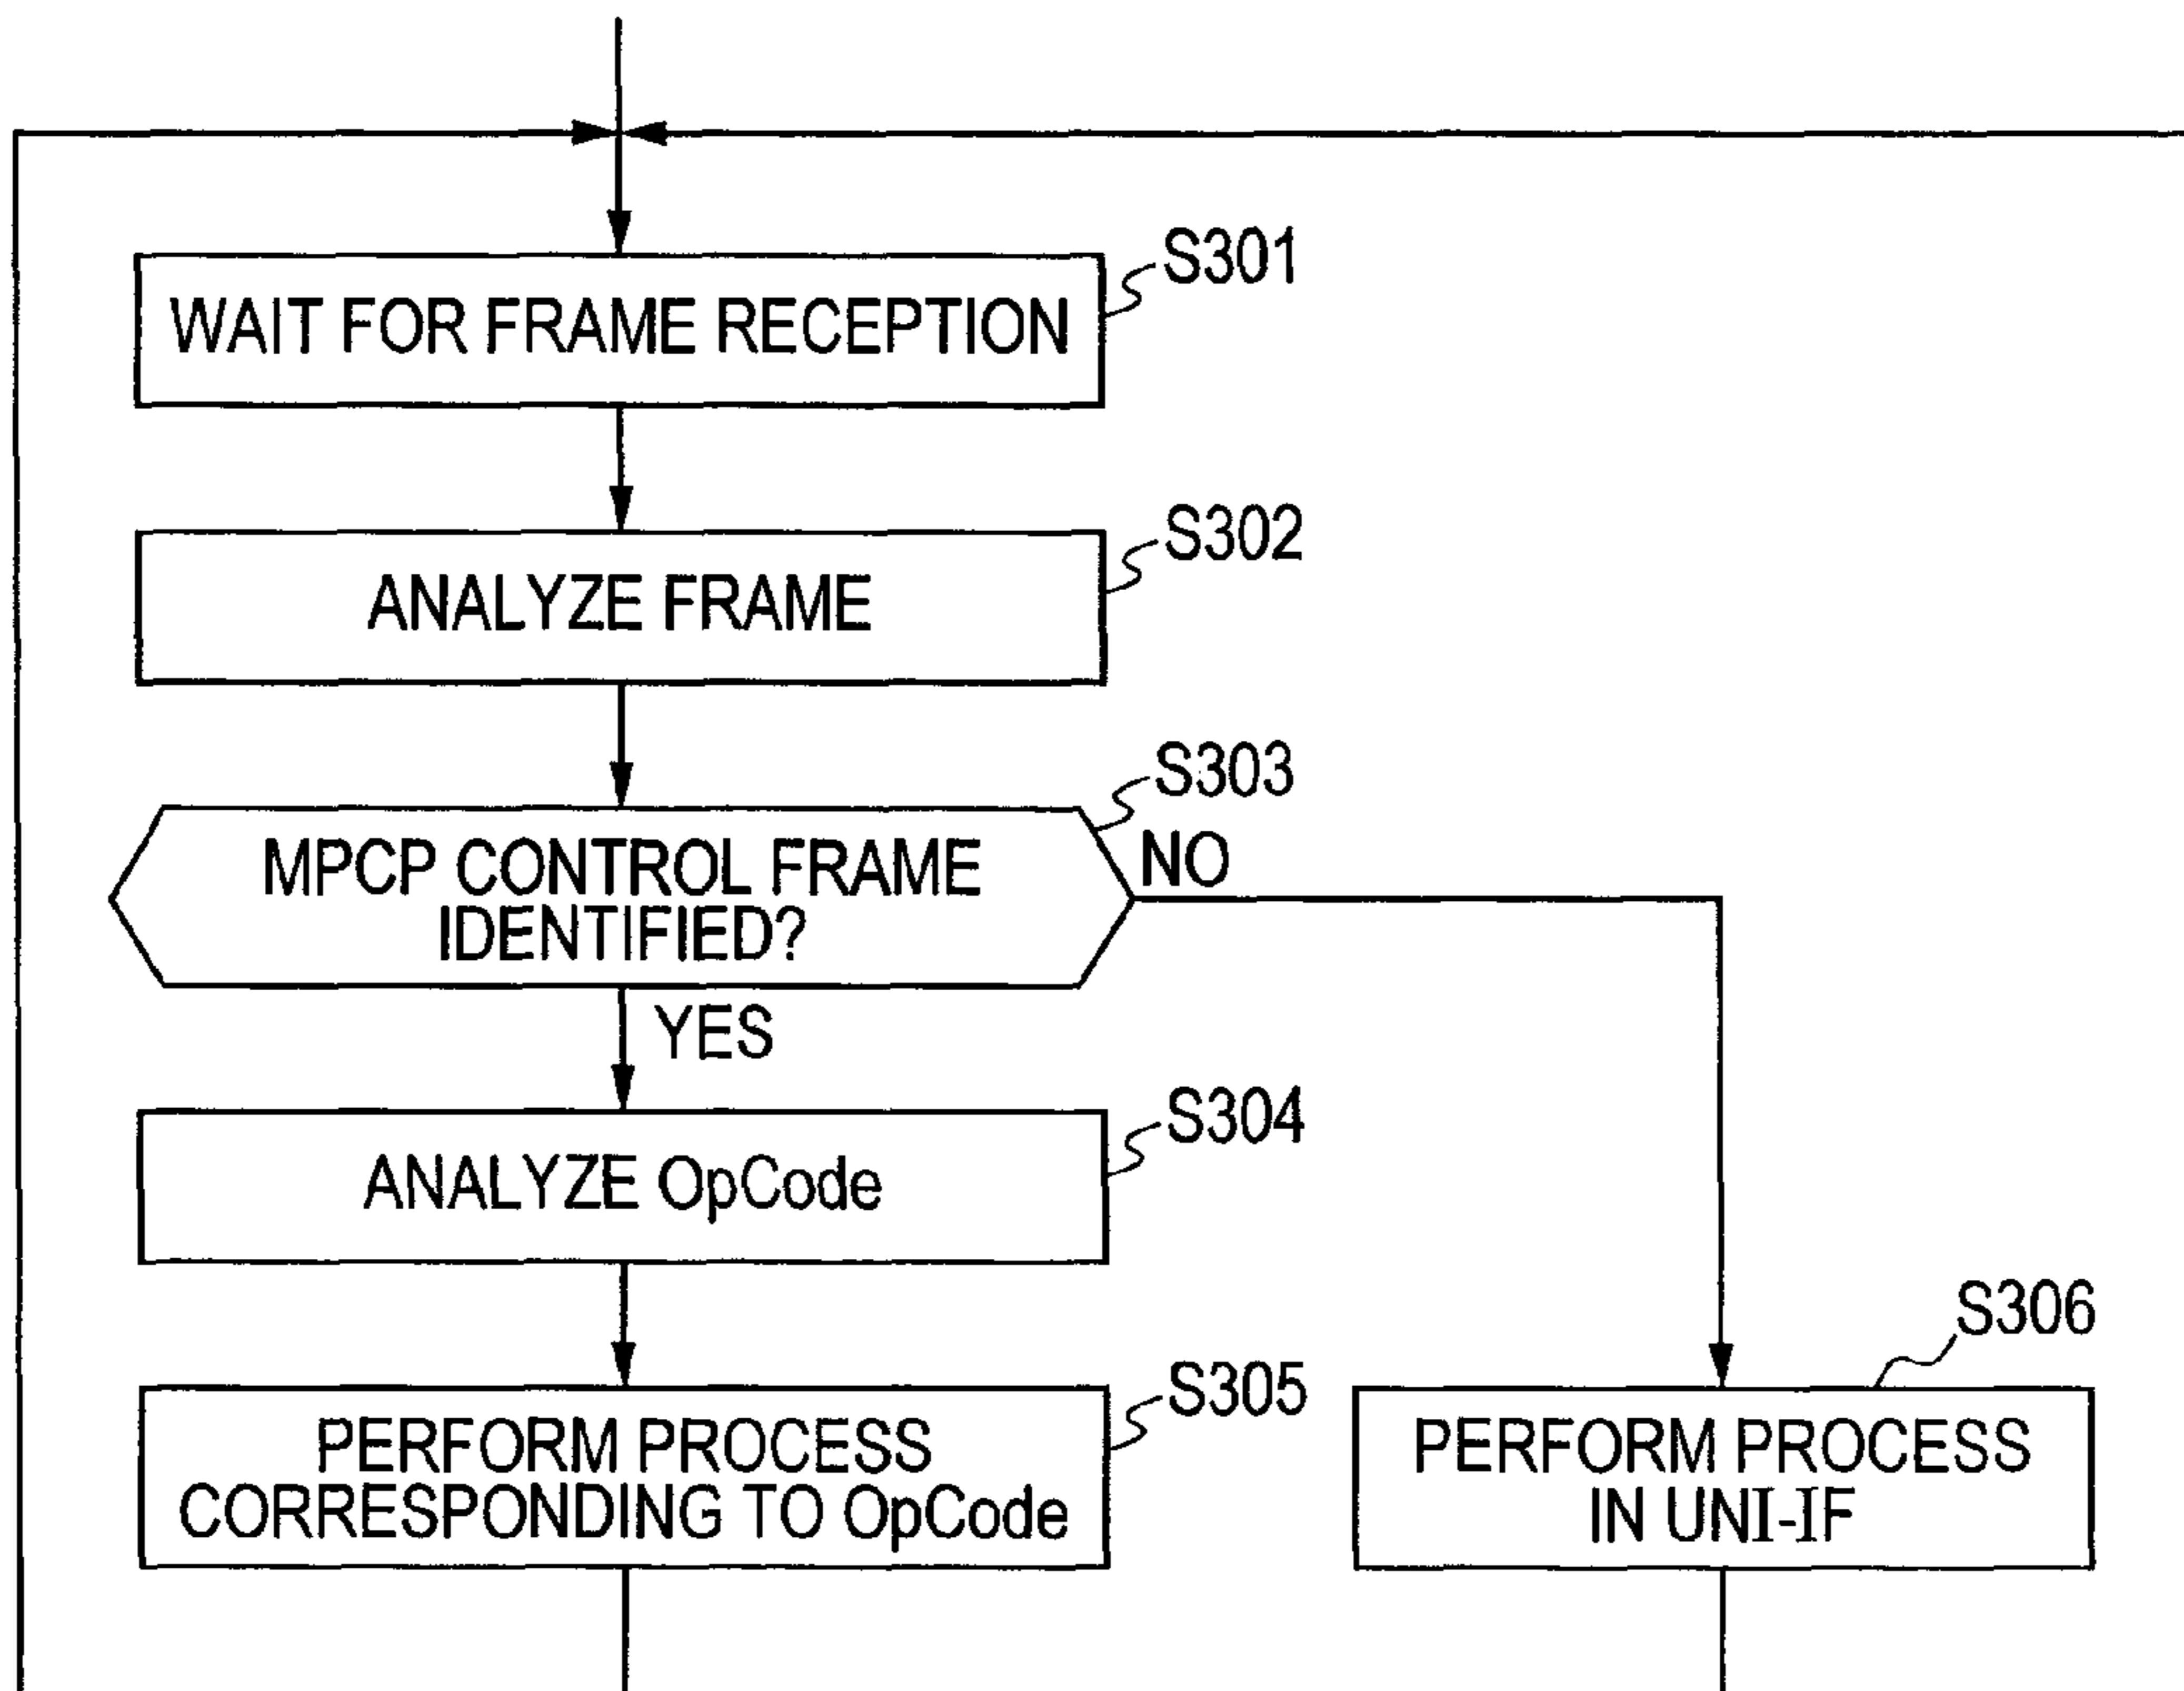 S301
WAIT FOR FRAME RECEPTION
S302
ANALYZE FRAME
S303
MPCP CONTROL FRAME
IDENTIFIED?
NO
YES
S304
ANALYZE OpCode
S305
PERFORM PROCESS
CORRESPONDING TO OpCode
S306
PERFORM PROCESS
IN UNI-IF